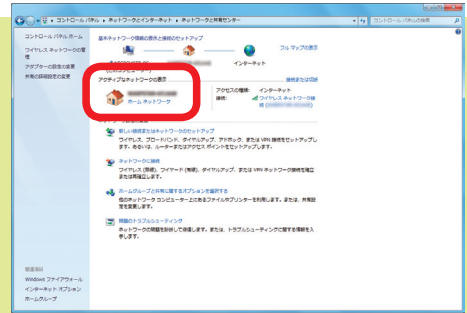 コントロール パネル ▸ ネットワークとインターネット ▸ ネットワークと共有センター
コントロール パネルの検索
コントロール パネル ホーム
ワイヤレス ネットワークの管理
アダプターの設定の変更
共有の詳細設定の変更
基本ネットワーク情報の表示と接続のセットアップ
フル マップの表示
(このコンピューター)
インターネット
アクティブなネットワークの表示
接続または切断
ホーム ネットワーク
アクセスの種類: インターネット
接続: ワイヤレス ネットワーク接続
新しい接続またはネットワークのセットアップ
ワイヤレス、ブロードバンド、ダイヤルアップ、アドホック、または VPN 接続をセットアップし
ます。あるいは、ルーターまたはアクセス ポイントをセットアップします。
ネットワークに接続
ワイヤレス (無線)、ワイヤード (有線)、ダイヤルアップ、または VPN ネットワーク接続を確立
または再確立します。
ホームグループと共有に関するオプションを選択する
他のネットワーク コンピューター上にあるファイルやプリンターを利用します。または、共有設
定を変更します。
問題のトラブルシューティング
ネットワークの問題を診断して修復します。または、トラブルシューティングに関する情報を入
手します。
関連項目
Windows ファイアウォール
インターネット オプション
ホームグループ